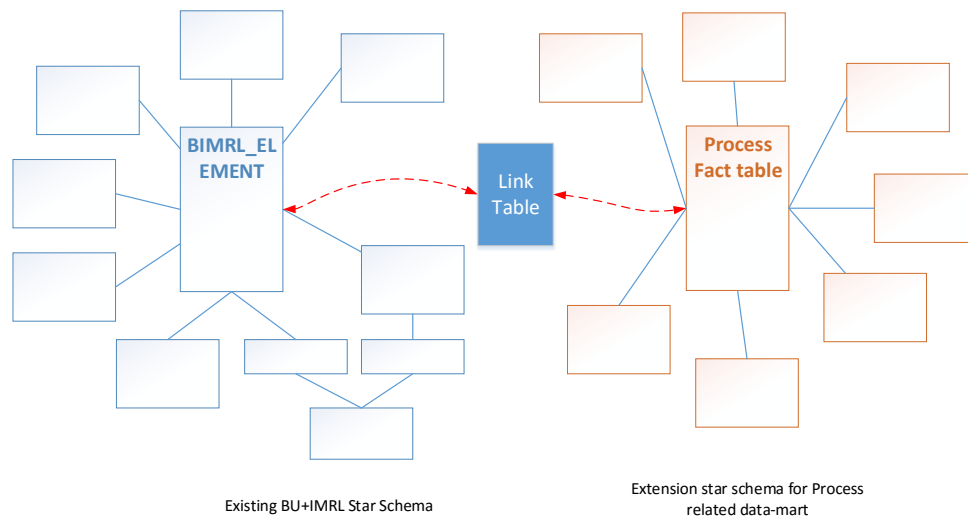 BIMRL_EL
EMENT
Link
Table
Process
Fact table
Existing BU+IMRL Star Schema
Extension star schema for Process
related data-mart